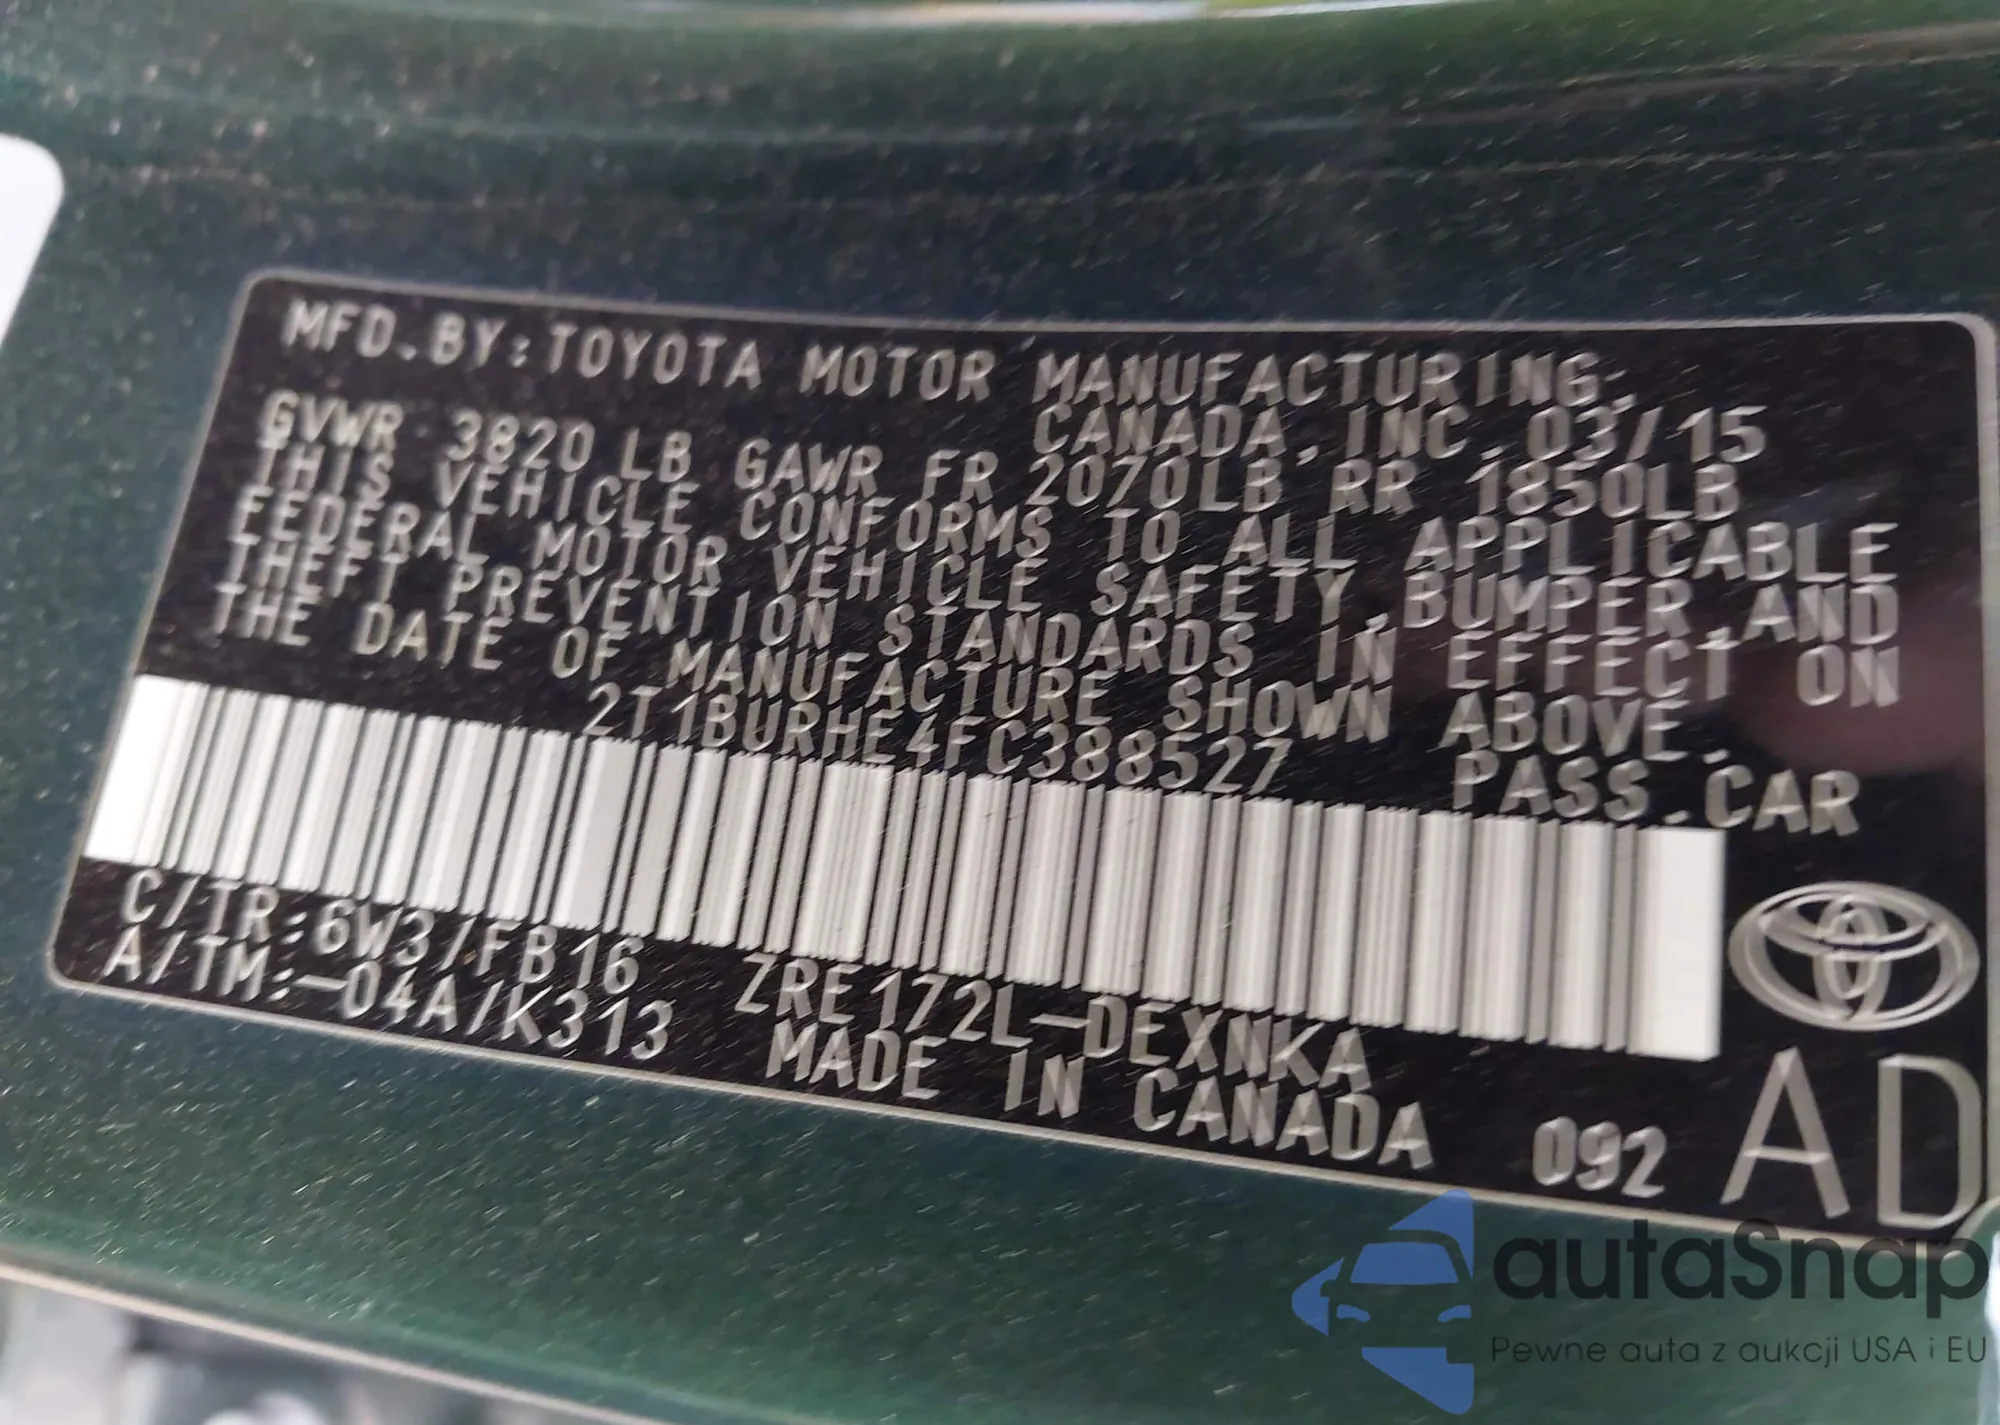 MFD.BY:TOYOTA MOTOR MANUFACTURING,
CANADA,INC. 03/15
GVWR 3820 LB GAWR FR 2070LB RR 1850LB
THIS VEHICLE CONFORMS TO ALL APPLICABLE
FEDERAL MOTOR VEHICLE SAFETY,BUMPER,AND
THEFT PREVENTION STANDARDS IN EFFECT ON
THE DATE OF MANUFACTURE SHOWN ABOVE.
2T1BURHE4FC388527 PASS.CAR
C/TR:6W3/FB16 ZRE172L-DEXNKA
A/TM:-04A/K313 MADE IN CANADA 092 AD
autaSnap
Pewne auta z aukcji USA i EU